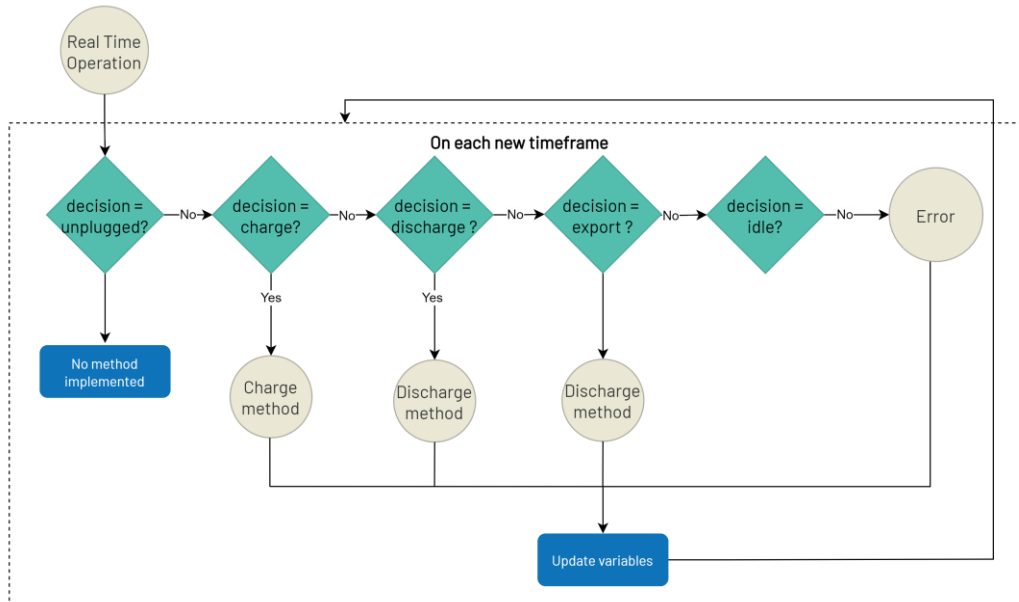 Real Time
Operation
On each new timeframe
decision =
unplugged?
No
decision =
charge?
No
decision =
discharge ?
No
decision =
export ?
No
decision =
idle?
No
Error
Yes
Yes
No method
implemented
Charge
method
Discharge
method
Discharge
method
Update variables